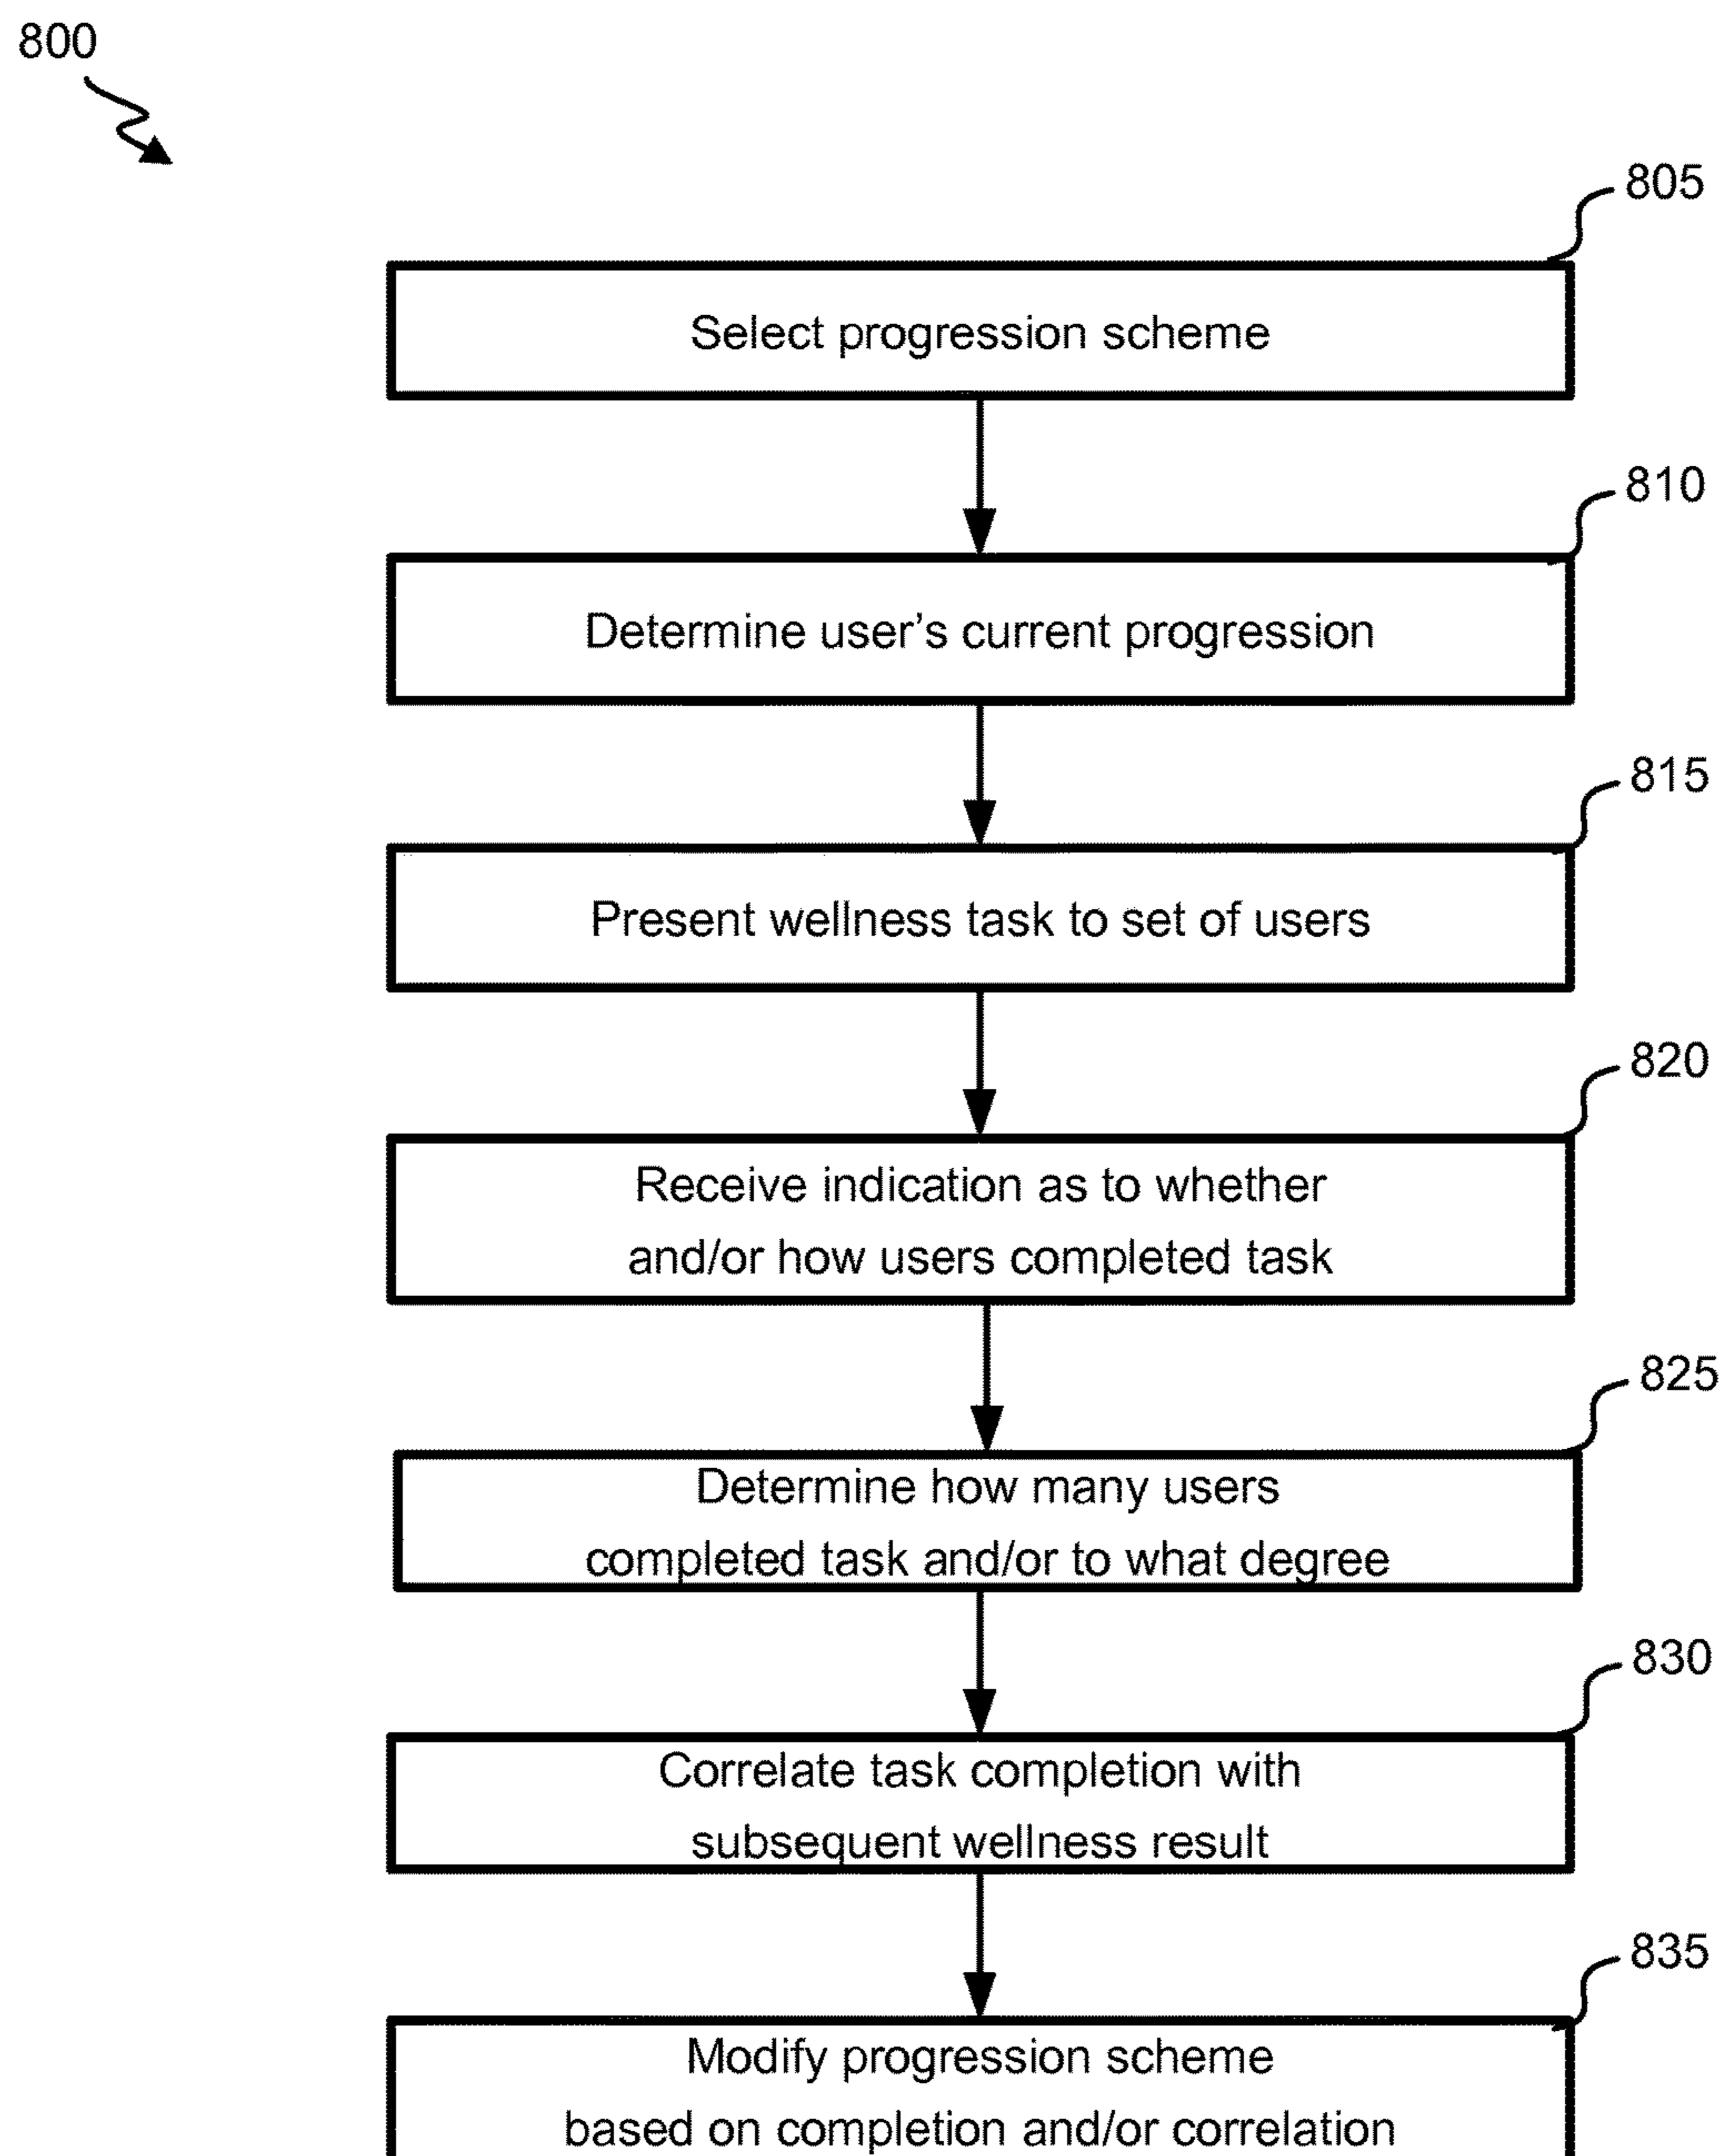 800
805
Select progression scheme
810
Determine user’s current progression
815
Present wellness task to set of users
820
Receive indication as to whether
and/or how users completed task
825
Determine how many users
completed task and/or to what degree
830
Correlate task completion with
subsequent wellness result
835
Modify progression scheme
based on completion and/or correlation